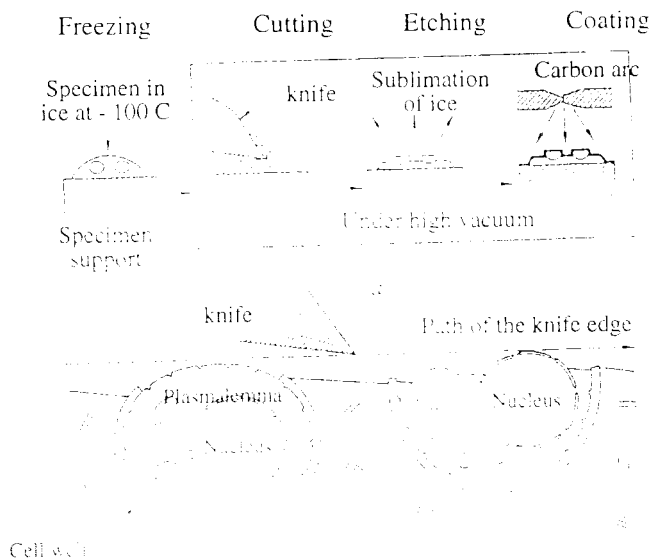 Freezing Cutting Etching Coating
Specimen in
ice at - 100 C
knife
Sublimation
of ice
Carbon arc
Under high vacuum
Specimen
support
knife
Path of the knife edge
Plasmalemma
Nucleus
Nucleus
Cell wall